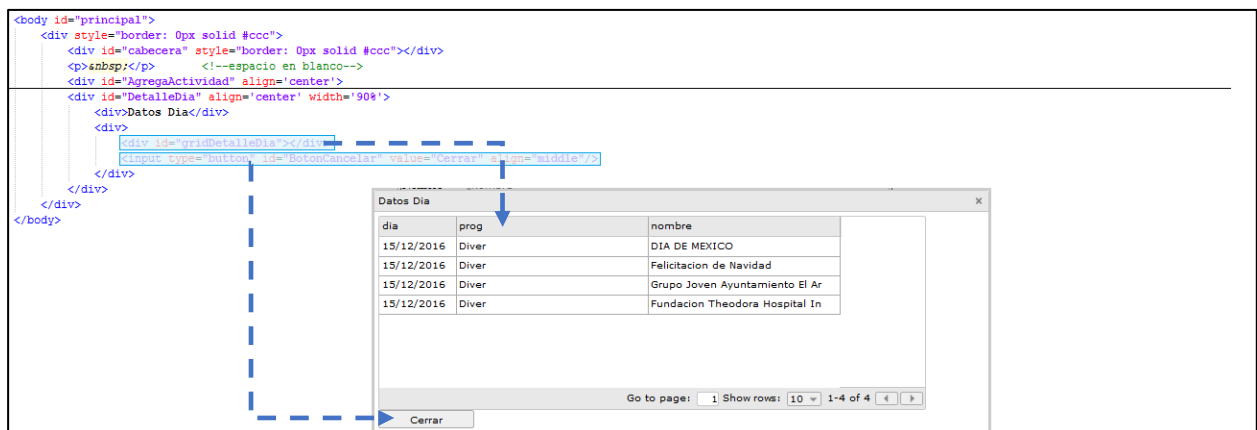 <body id="principal">
<div style="border: 0px solid #ccc">
<div id="cabecera" style="border: 0px solid #ccc"></div>
<p>&nbsp;</p> <!--espacio en blanco-->
<div id="AgregaActividad" align='center'>
<div id="DetalleDia" align='center' width='90%'>
<div>Datos Dia</div>
<div>
<div id="gridDetalleDia"></div>
<input type="button" id="BotonCancelar" value="Cerrar" align="middle"/>
</div>
</div>
</div>
</body>
Datos Dia
dia prog nombre
15/12/2016 Diver DIA DE MEXICO
15/12/2016 Diver Felicitacion de Navidad
15/12/2016 Diver Grupo Joven Ayuntamiento El Ar
15/12/2016 Diver Fundacion Theodora Hospital In
Go to page: 1 Show rows: 10 1-4 of 4
Cerrar